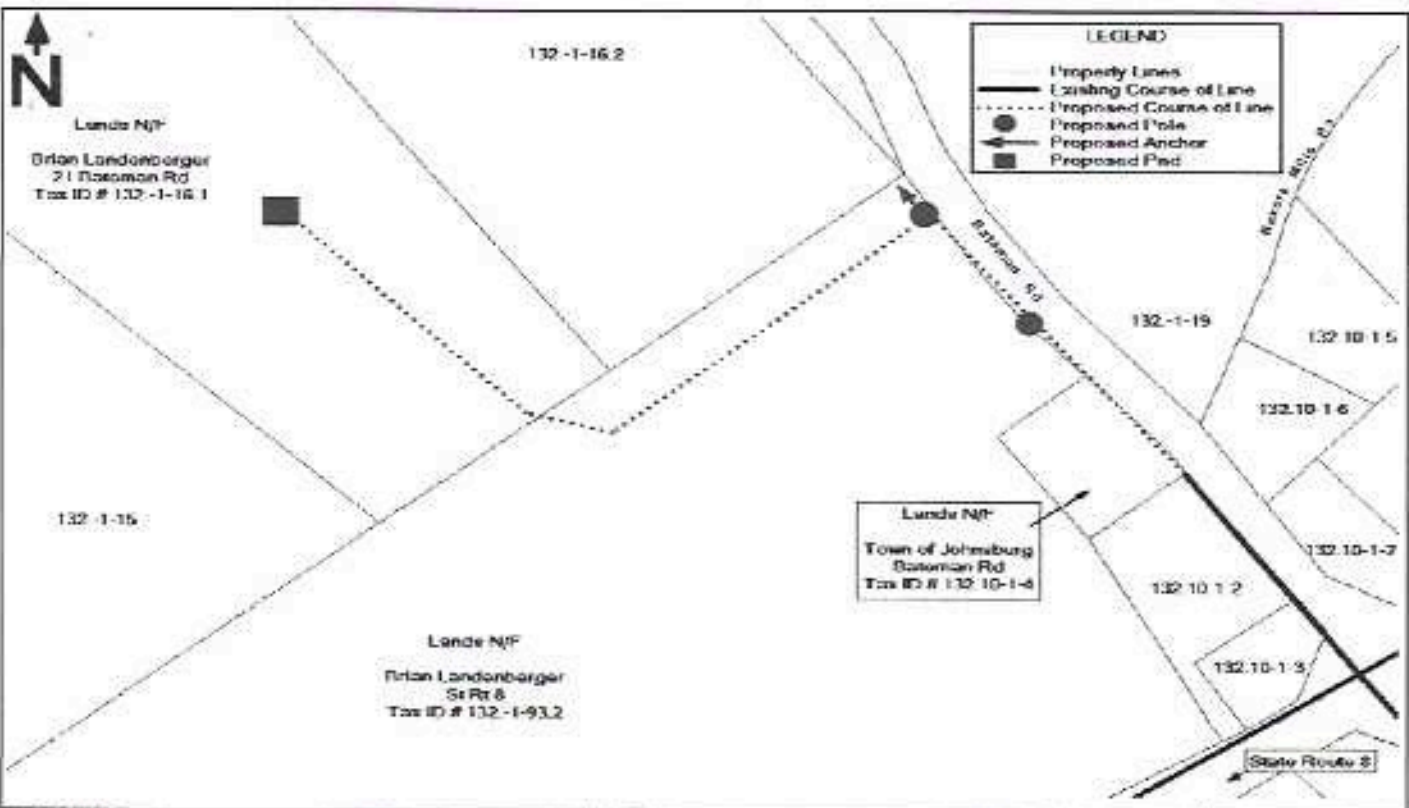 N
132.-1-16.2
Lands N/F
Brian Landenberger
21 Bateman Rd
Tax ID # 132.-1-16.1
LEGEND
Property Lines
Existing Course of Line
Proposed Course of Line
Proposed Pole
Proposed Anchor
Proposed Pad
Mills Rd
Bateman Rd
132.-1-19
132.10-1-5
132.10-1-6
132.-1-15
Lands N/F
Town of Johnsburg
Bateman Rd
Tax ID # 132.10-1-4
132.10-1-7
132.10-1-2
132.10-1-3
Lands N/F
Brian Landenberger
St Rt 8
Tax ID # 132.-1-93.2
State Route 8